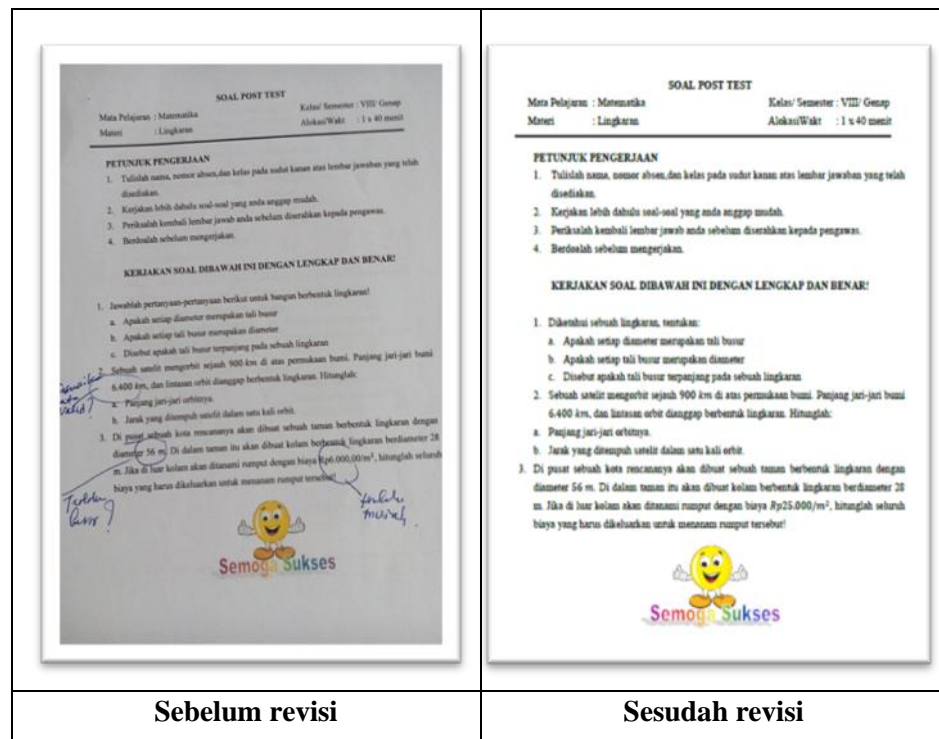 SOAL POST TEST
Mata Pelajaran : Matematika Kelas/ Semester : VIII/ Genap
Materi : Lingkaran Alokasi Wakt : 1 x 40 menit
PETUNJUK PENGERJAAN
1. Tulislah nama, nomor absen,dan kelas pada sudut kanan atas lembar jawaban yang telah
disediakan.
2. Kerjakan lebih dahulu soal-soal yang anda anggap mudah.
3. Periksalah kembali lembar jawab anda sebelum diserahkan kepada pengawas.
4. Berdoalah sebelum mengerjakan.
KERJAKAN SOAL DIBAWAH INI DENGAN LENGKAP DAN BENAR!
1. Jawablah pertanyaan-pertanyaan berikut untuk bangun berbentuk lingkaran!
a. Apakah setiap diameter merupakan tali busur
b. Apakah setiap tali busur merupakan diameter
c. Disebut apakah tali busur terpanjang pada sebuah lingkaran
2. Sebuah satelit mengorbit sejauh 900 km di atas permukaan bumi. Panjang jari-jari bumi
6.400 km, dan lintasan orbit dianggap berbentuk lingkaran. Hitunglah:
a. Panjang jari-jari orbitnya.
b. Jarak yang ditempuh satelit dalam satu kali orbit.
3. Di pusat sebuah kota rencananya akan dibuat sebuah taman berbentuk lingkaran dengan
diameter 56 m. Di dalam taman itu akan dibuat kolam berbentuk lingkaran berdiameter 28
m. Jika di luar kolam akan ditanami rumput dengan biaya Rp6.000,00/m², hitunglah seluruh
biaya yang harus dikeluarkan untuk menanam rumput tersebut!
valid?
murah
Semoga Sukses
SOAL POST TEST
Mata Pelajaran : Matematika Kelas/ Semester : VIII/ Genap
Materi : Lingkaran AlokasiWakt : 1 x 40 menit
PETUNJUK PENGERJAAN
1. Tulislah nama, nomor absen,dan kelas pada sudut kanan atas lembar jawaban yang telah
disediakan.
2. Kerjakan lebih dahulu soal-soal yang anda anggap mudah.
3. Periksalah kembali lembar jawab anda sebelum diserahkan kepada pengawas.
4. Berdoalah sebelum mengerjakan.
KERJAKAN SOAL DIBAWAH INI DENGAN LENGKAP DAN BENAR!
1. Diketahui sebuah lingkaran, tentukan:
a. Apakah setiap diameter merupakan tali busur
b. Apakah setiap tali busur merupakan diameter
c. Disebut apakah tali busur terpanjang pada sebuah lingkaran
2. Sebuah satelit mengorbit sejauh 900 km di atas permukaan bumi. Panjang jari-jari bumi
6.400 km, dan lintasan orbit dianggap berbentuk lingkaran. Hitunglah:
a. Panjang jari-jari orbitnya.
b. Jarak yang ditempuh satelit dalam satu kali orbit.
3. Di pusat sebuah kota rencananya akan dibuat sebuah taman berbentuk lingkaran dengan
diameter 56 m. Di dalam taman itu akan dibuat kolam berbentuk lingkaran berdiameter 28
m. Jika di luar kolam akan ditanami rumput dengan biaya Rp25.000/m², hitunglah seluruh
biaya yang harus dikeluarkan untuk menanam rumput tersebut!
Semoga Sukses
Sebelum revisi
Sesudah revisi